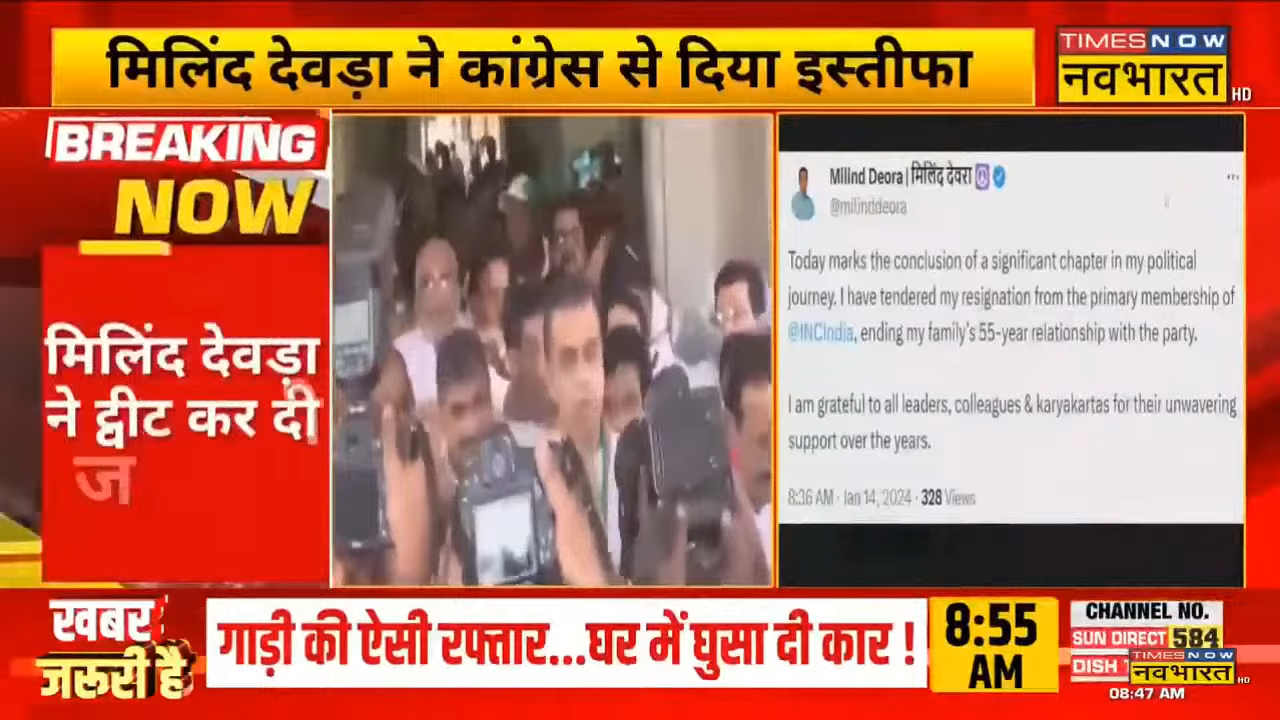 मिलिंद देवड़ा ने कांग्रेस से दिया इस्तीफा
TIMES NOW
नवभारत
HD
BREAKING
NOW
मिलिंद देवड़ा
ने ट्वीट कर दी
ज
Milind Deora | मिलिंद देवरा
@milinddeora
Today marks the conclusion of a significant chapter in my political
journey. I have tendered my resignation from the primary membership of
@INCIndia, ending my family's 55-year relationship with the party.
I am grateful to all leaders, colleagues & karyakartas for their unwavering
support over the years.
8:36 AM · Jan 14, 2024 · 328 Views
खबर
जरूरी है
गाड़ी की ऐसी रफ्तार...घर में घुसा दी कार !
8:55
AM
CHANNEL NO.
SUN DIRECT 584
DISH
TIMES NOW
नवभारत
HD
08:47 AM